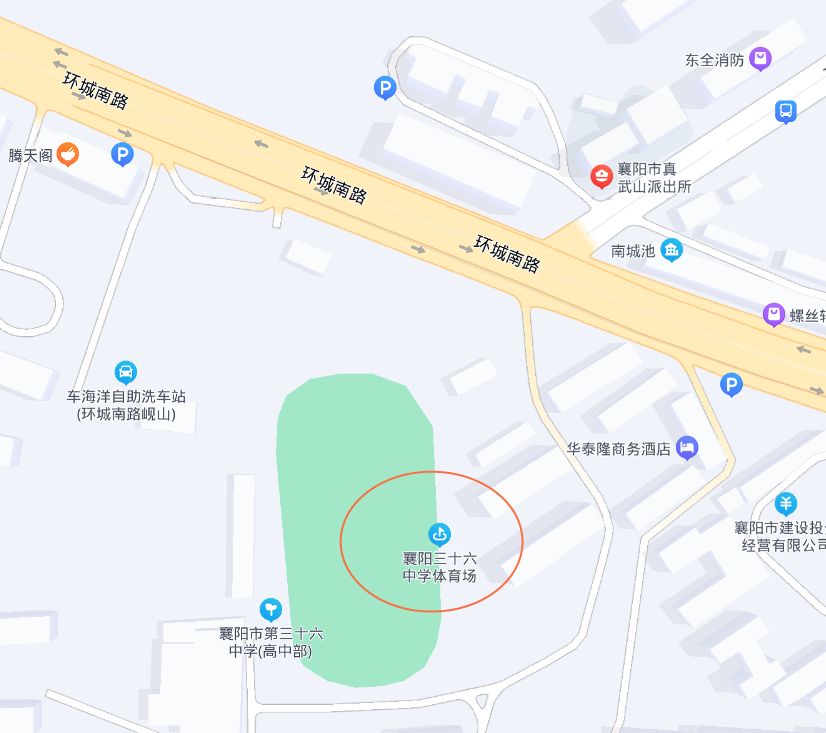 东全消防
环城南路
P
腾天阁
P
襄阳市真
武山派出所
环城南路
环城南路
南城池
螺丝轩
P
车海洋自助洗车站
(环城南路岘山)
华泰隆商务酒店
襄阳市建设投
经营有限公司
襄阳三十六
中学体育场
襄阳市第三十六
中学(高中部)